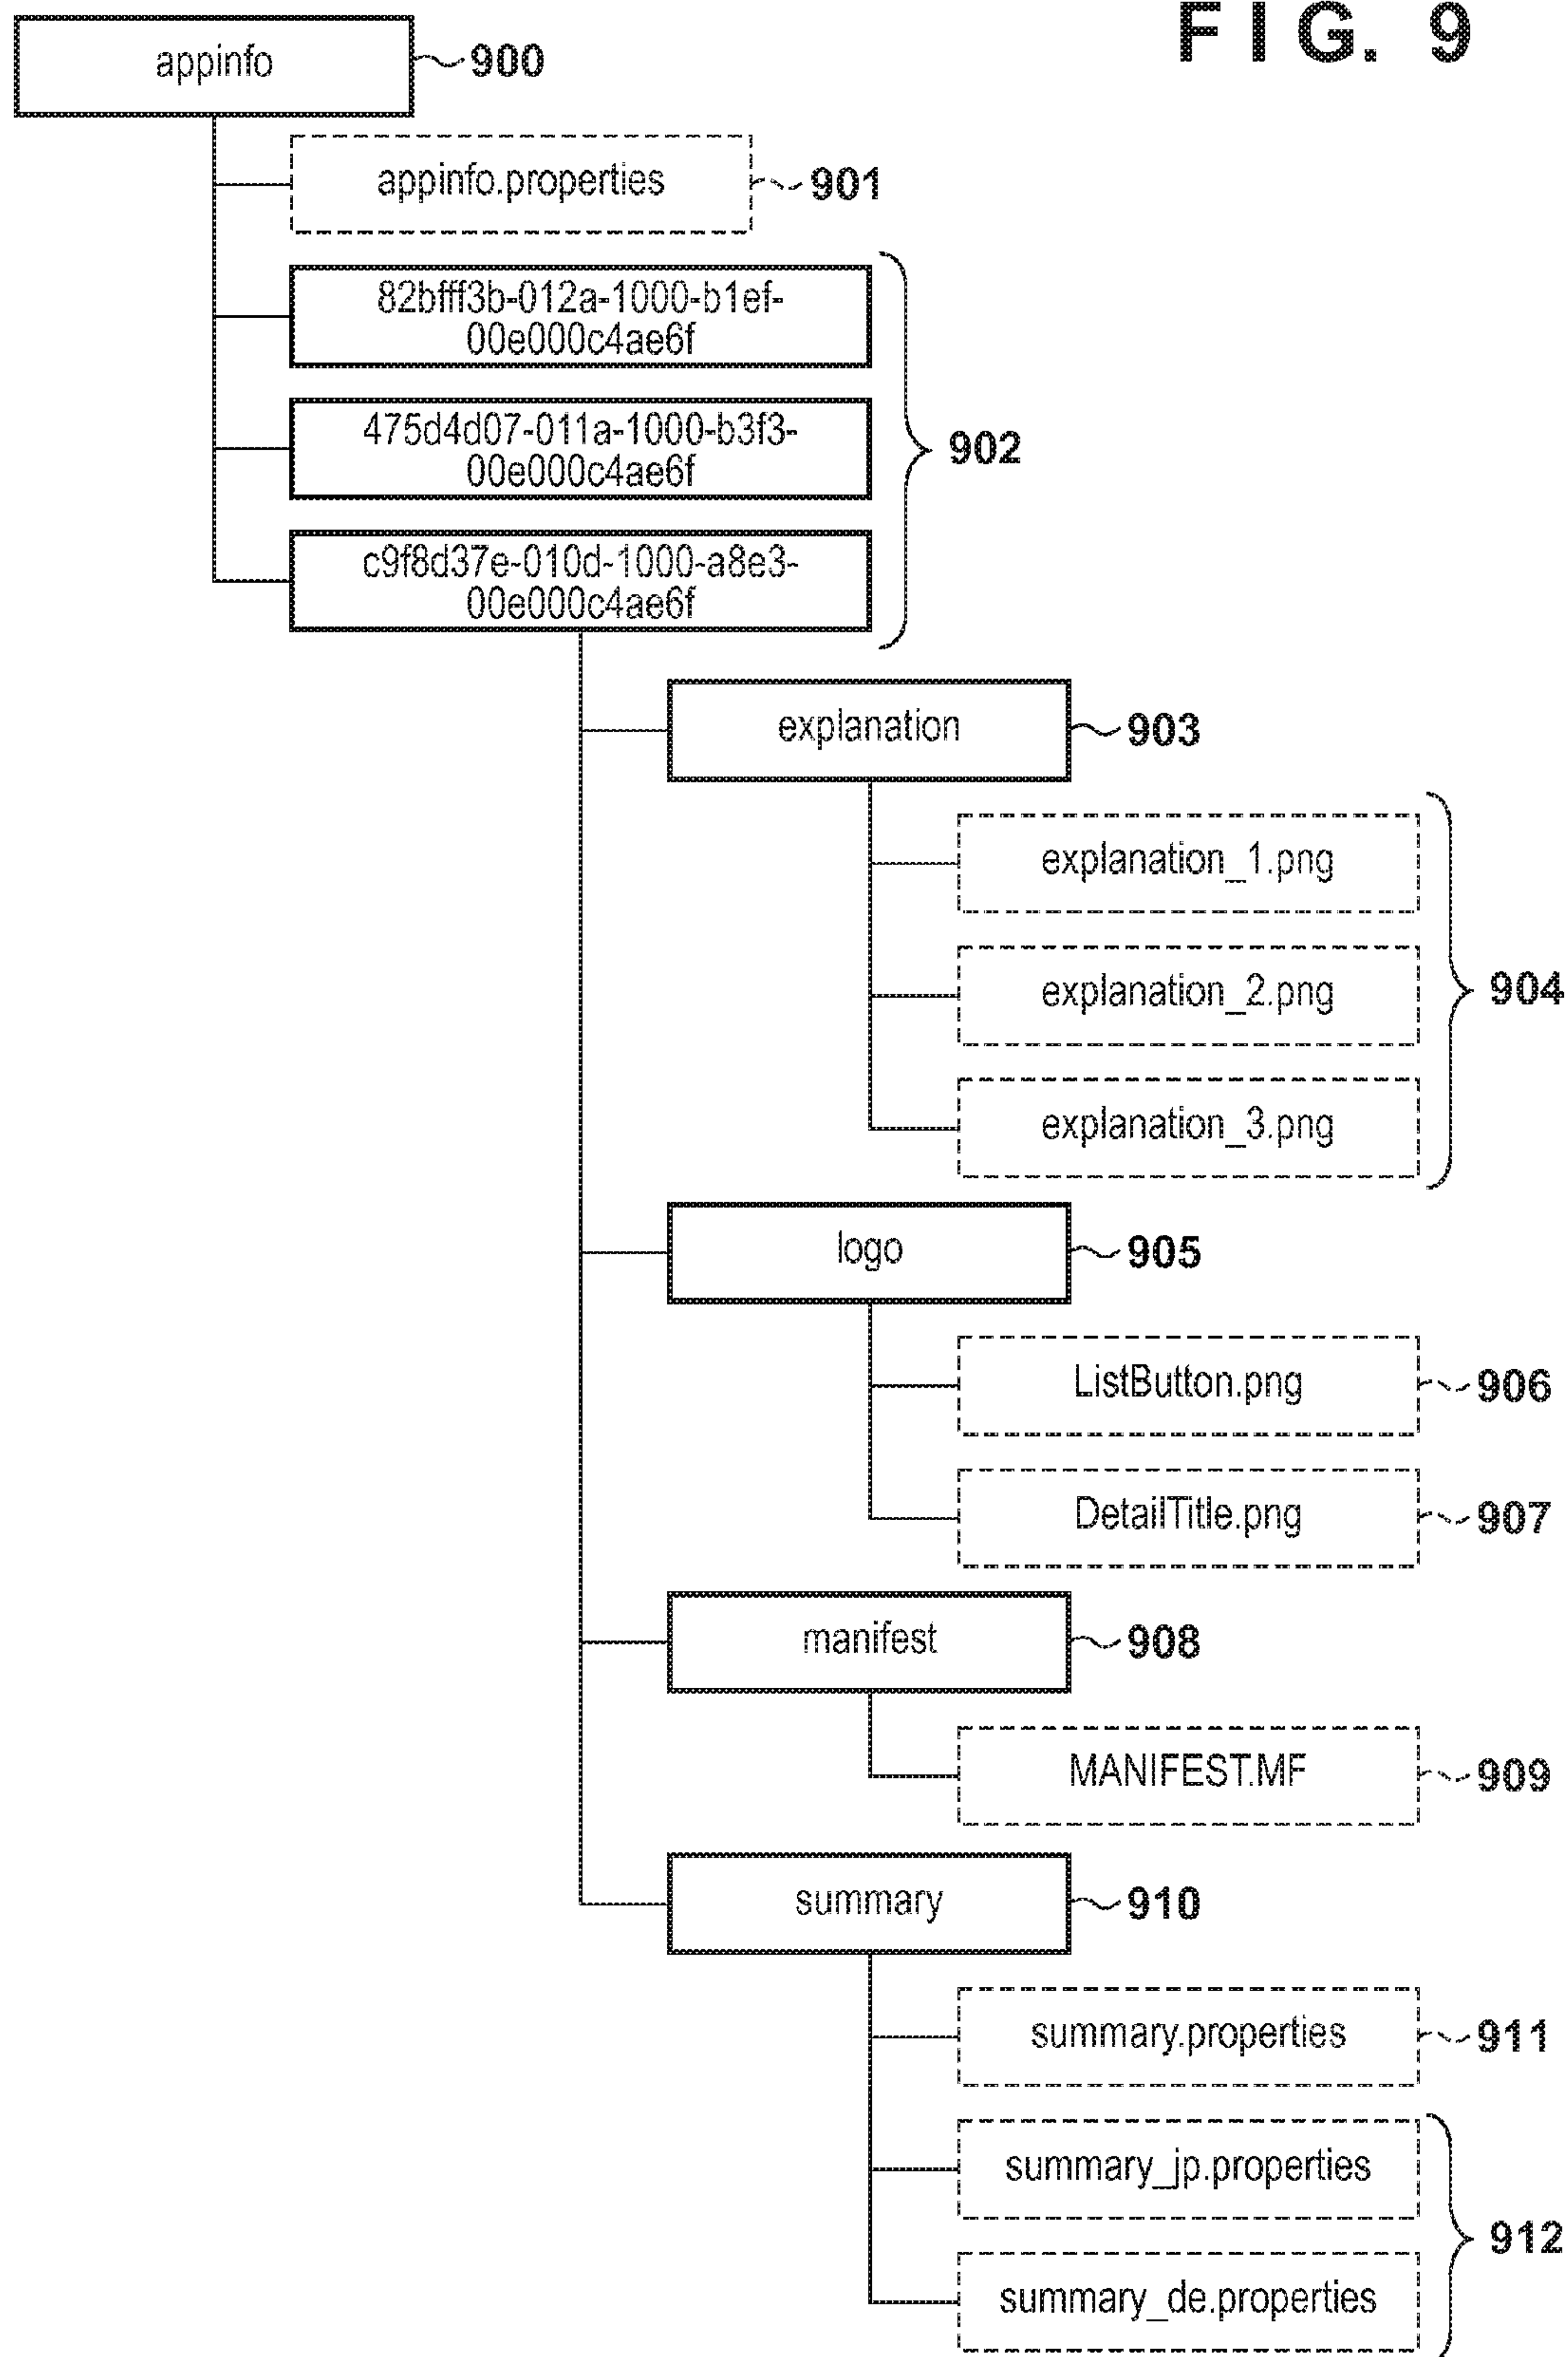 FIG. 9
appinfo
900
appinfo.properties
901
82bfff3b-012a-1000-b1ef-
00e000c4ae6f
475d4d07-011a-1000-b3f3-
00e000c4ae6f
902
c9f8d37e-010d-1000-a8e3-
00e000c4ae6f
explanation
903
explanation_1.png
explanation_2.png
904
explanation_3.png
logo
905
ListButton.png
906
DetailTitle.png
907
manifest
908
MANIFEST.MF
909
summary
910
summary.properties
911
summary_jp.properties
912
summary_de.properties